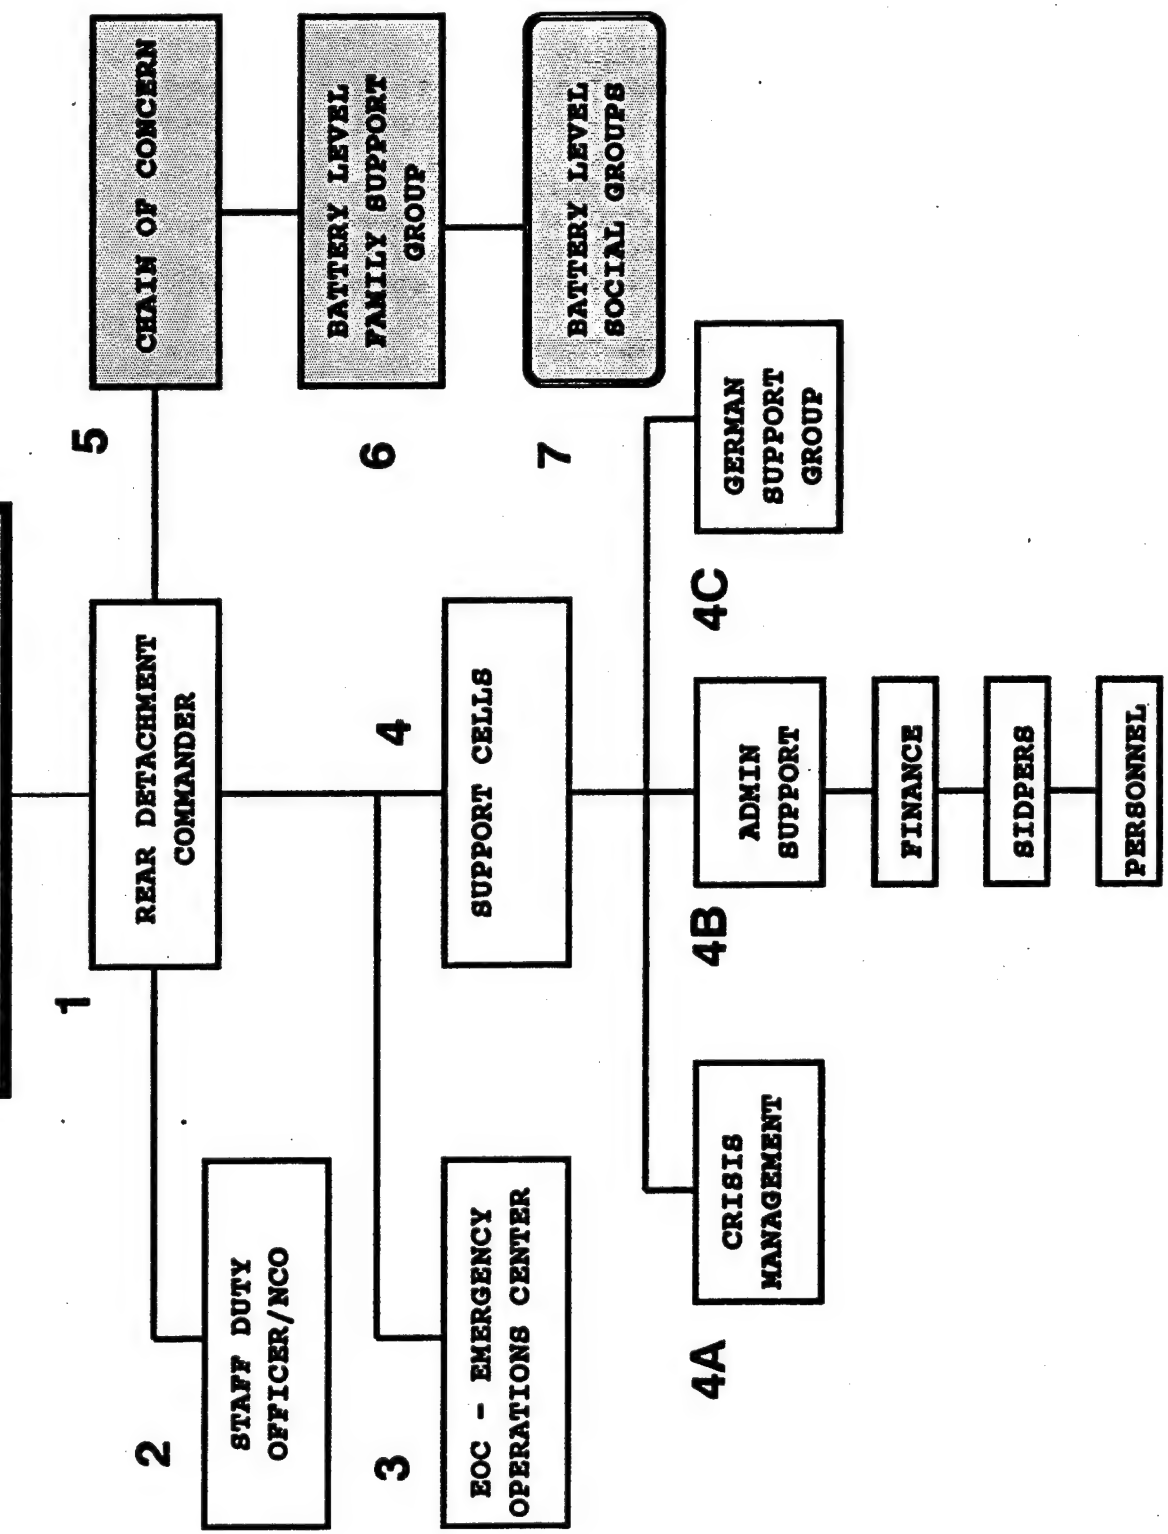 1
REAR DETACHMENT
COMMANDER
5
CHAIN OF CONCERN
2
STAFF DUTY
OFFICER/NCO
6
BATTERY LEVEL
FAMILY SUPPORT
GROUP
3
EOC - EMERGENCY
OPERATIONS CENTER
4
SUPPORT CELLS
7
BATTERY LEVEL
SOCIAL GROUPS
4A
CRISIS
MANAGEMENT
4B
ADMIN
SUPPORT
4C
GERMAN
SUPPORT
GROUP
FINANCE
SIDPERS
PERSONNEL